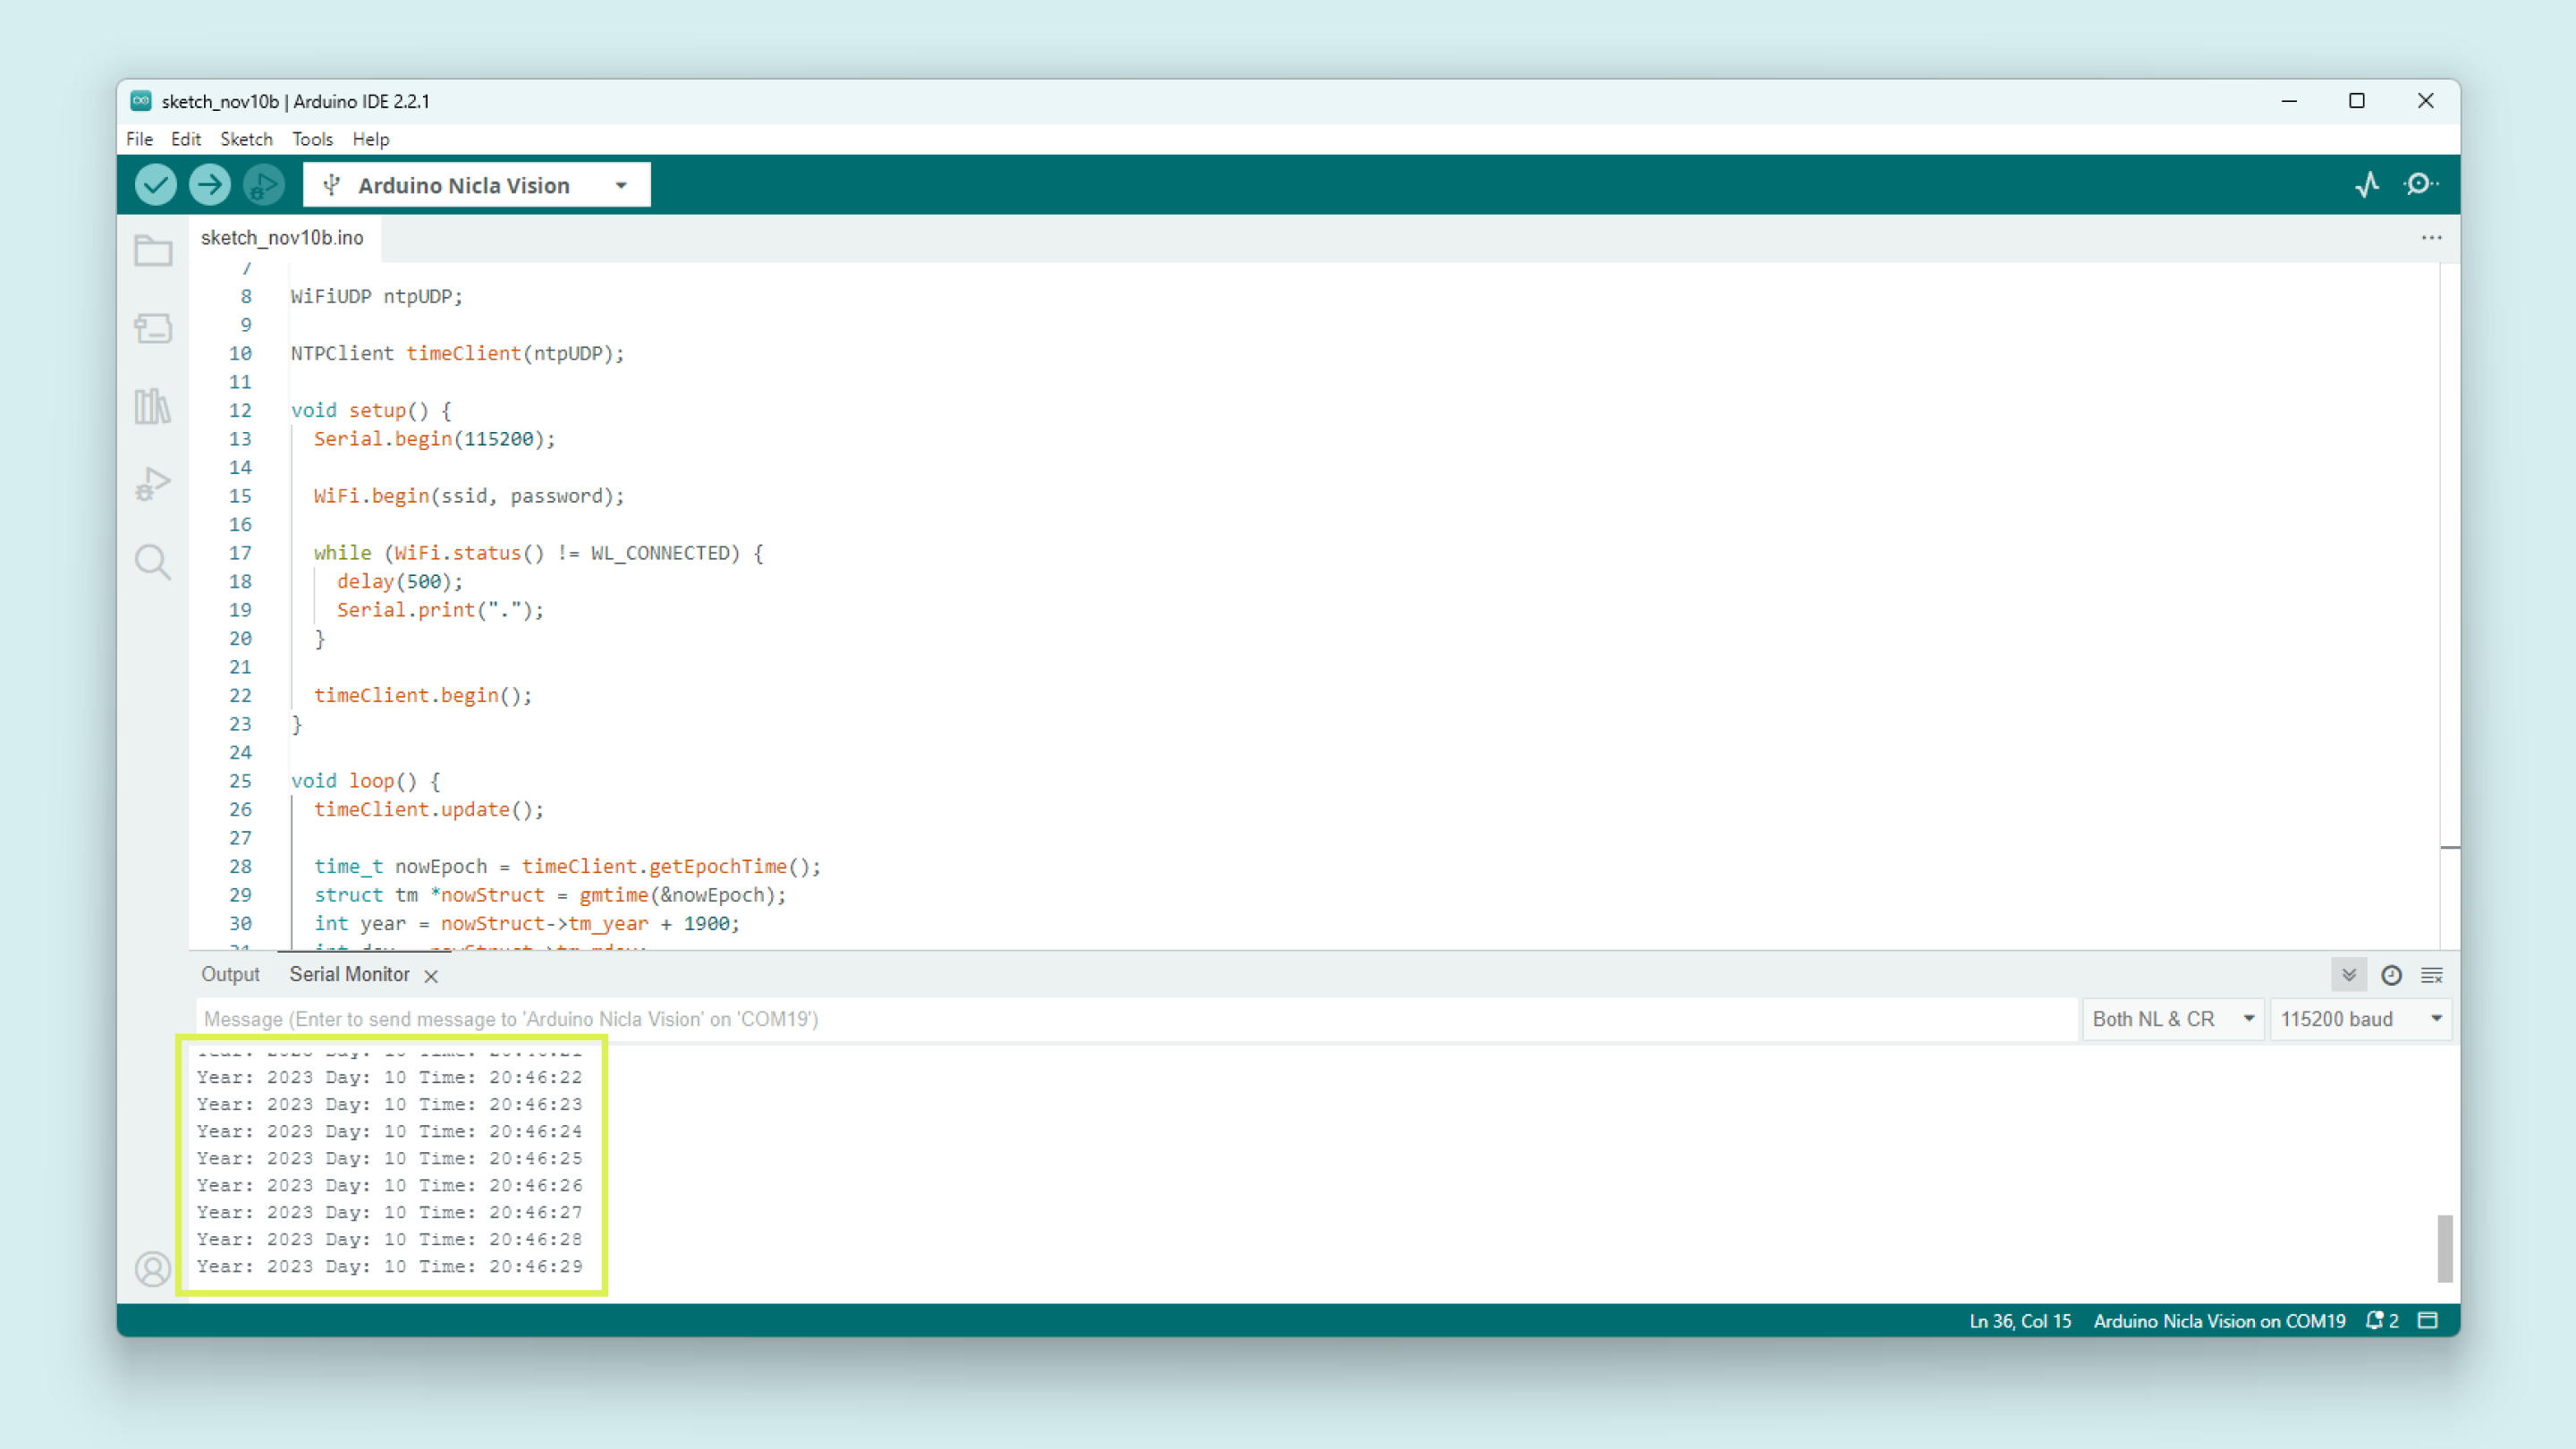 sketch_nov10b | Arduino IDE 2.2.1
File Edit Sketch Tools Help
Arduino Nicla Vision
sketch_nov10b.ino
7
8 WiFiUDP ntpUDP;
9
10 NTPClient timeClient(ntpUDP);
11
12 void setup() {
13 Serial.begin(115200);
14
15 WiFi.begin(ssid, password);
16
17 while (WiFi.status() != WL_CONNECTED) {
18 delay(500);
19 Serial.print(".");
20 }
21
22 timeClient.begin();
23 }
24
25 void loop() {
26 timeClient.update();
27
28 time_t nowEpoch = timeClient.getEpochTime();
29 struct tm *nowStruct = gmtime(&nowEpoch);
30 int year = nowStruct->tm_year + 1900;
Output Serial Monitor
Message (Enter to send message to 'Arduino Nicla Vision' on 'COM19')
Both NL & CR
115200 baud
Year: 2023 Day: 10 Time: 20:46:22
Year: 2023 Day: 10 Time: 20:46:23
Year: 2023 Day: 10 Time: 20:46:24
Year: 2023 Day: 10 Time: 20:46:25
Year: 2023 Day: 10 Time: 20:46:26
Year: 2023 Day: 10 Time: 20:46:27
Year: 2023 Day: 10 Time: 20:46:28
Year: 2023 Day: 10 Time: 20:46:29
Ln 36, Col 15 Arduino Nicla Vision on COM19 2